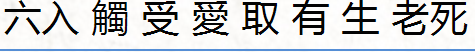 六入 觸 受 愛 取 有 生 老死